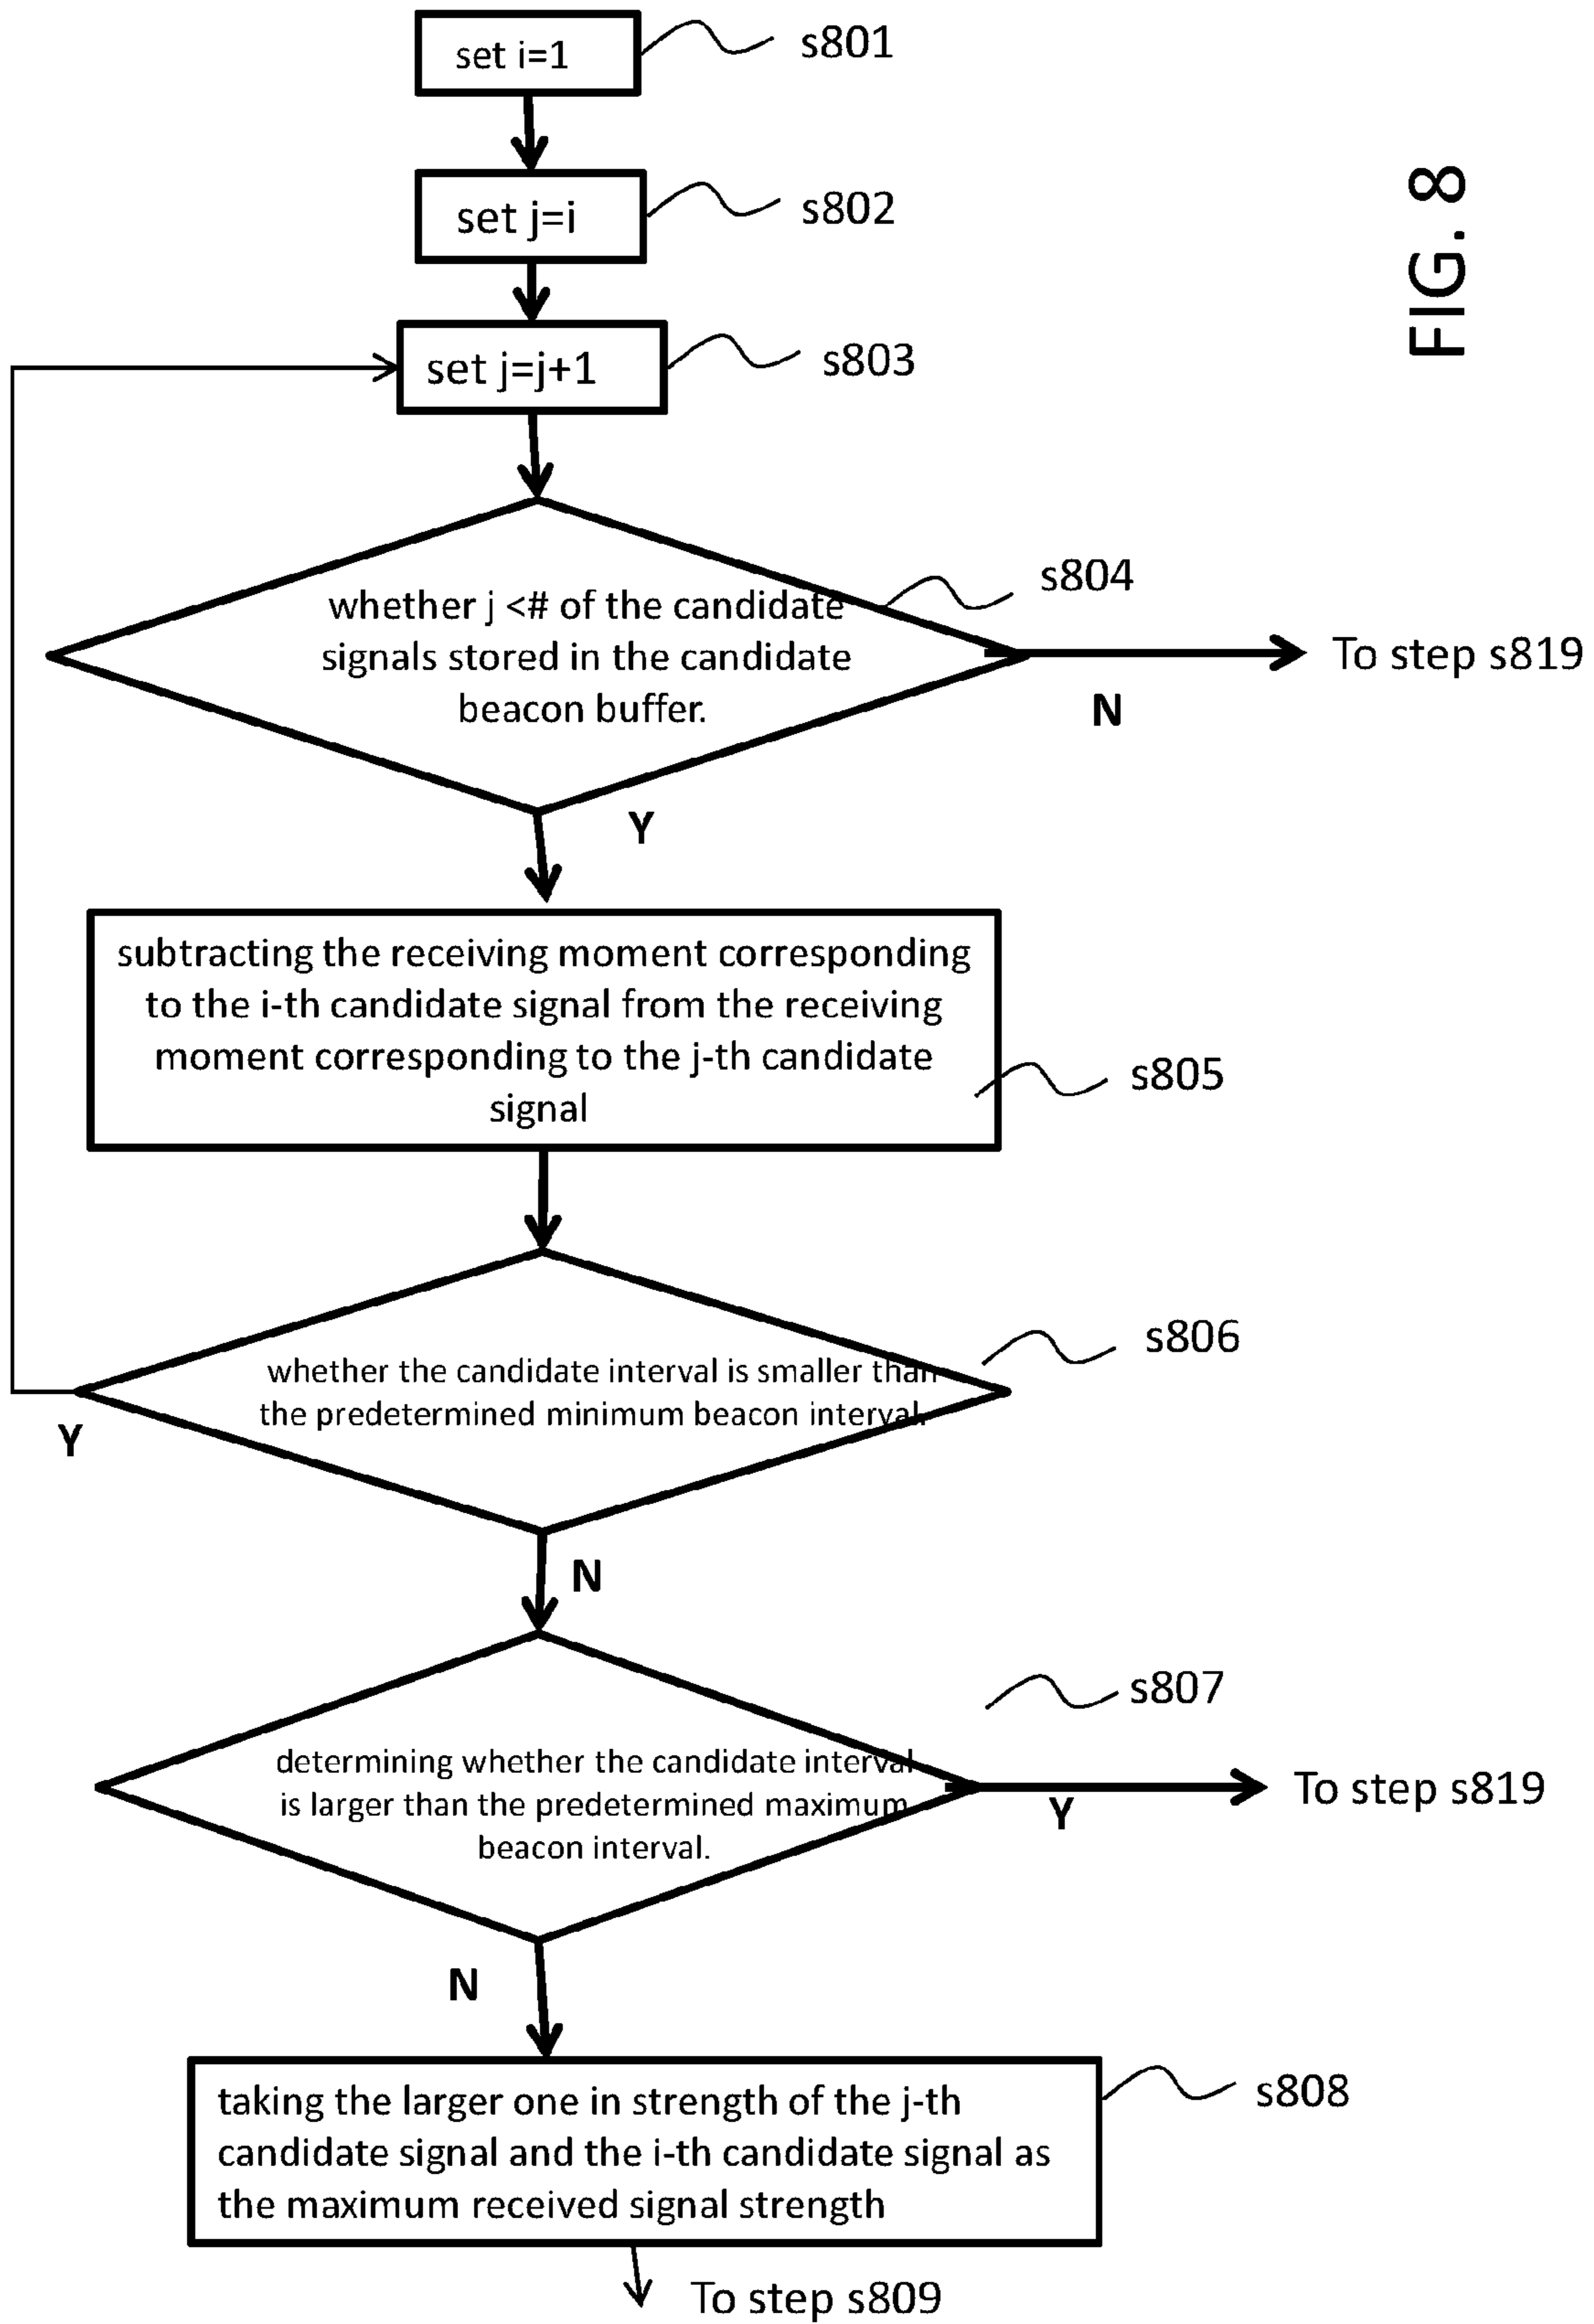 set i=1
s801
set j=i
s802
FIG. 8
set j=j+1
s803
s804
whether j <# of the candidate
signals stored in the candidate
beacon buffer.
To step s819
N
Y
subtracting the receiving moment corresponding
to the i-th candidate signal from the receiving
moment corresponding to the j-th candidate
signal
s805
s806
whether the candidate interval is smaller than
the predetermined minimum beacon interval.
Y
N
s807
determining whether the candidate interval
is larger than the predetermined maximum
beacon interval.
To step s819
Y
N
taking the larger one in strength of the j-th
candidate signal and the i-th candidate signal as
the maximum received signal strength
s808
To step s809